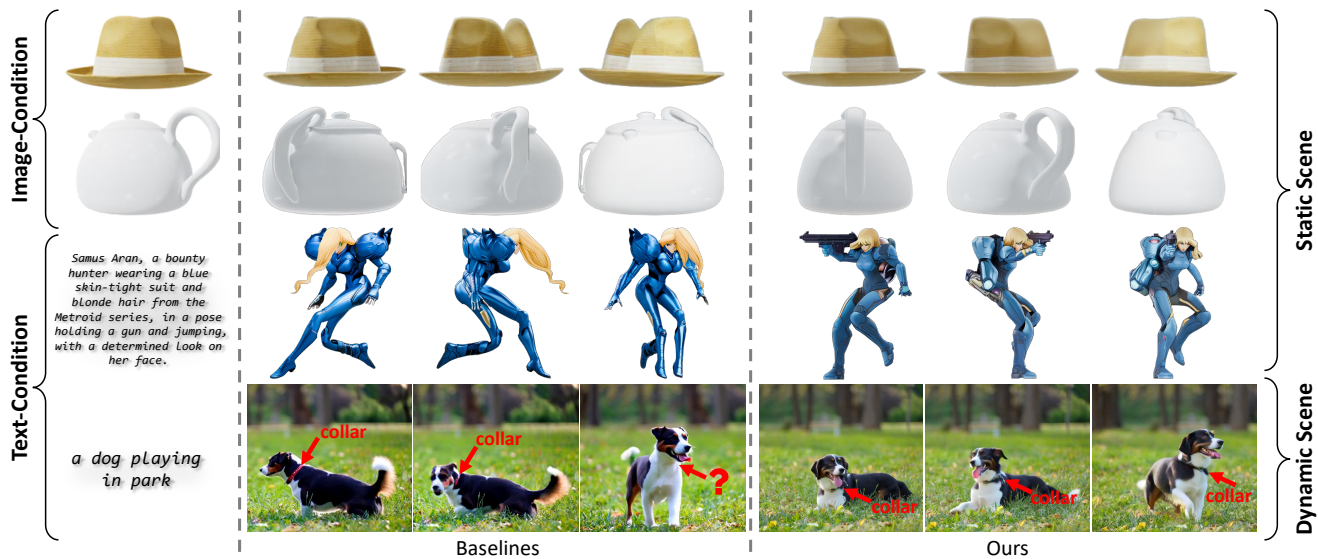 Image-Condition
Text-Condition
Samus Aran, a bounty
hunter wearing a blue
skin-tight suit and
blonde hair from the
Metroid series, in a pose
holding a gun and jumping,
with a determined look on
her face.
a dog playing
in park
collar
collar
?
collar
collar
collar
Baselines
Ours
Static Scene
Dynamic Scene